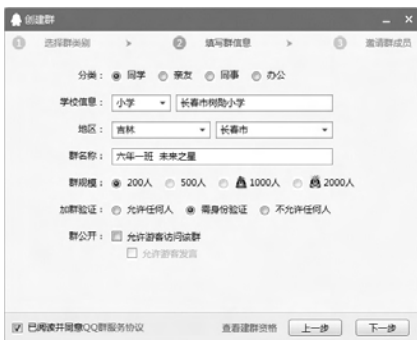 创建群
1 选择群类别 > 2 填写群信息 > 3 邀请群成员
分类： 同学 亲友 同事 办公
学校信息： 小学 长春市树勋小学
地区： 吉林 长春市
群名称： 六年一班 未来之星
群规模： 200人 500人 1000人 2000人
加群验证： 允许任何人 需身份验证 不允许任何人
群公开： 允许游客访问该群
允许游客发言
已阅读并同意QQ群服务协议 查看建群资格 上一步 下一步